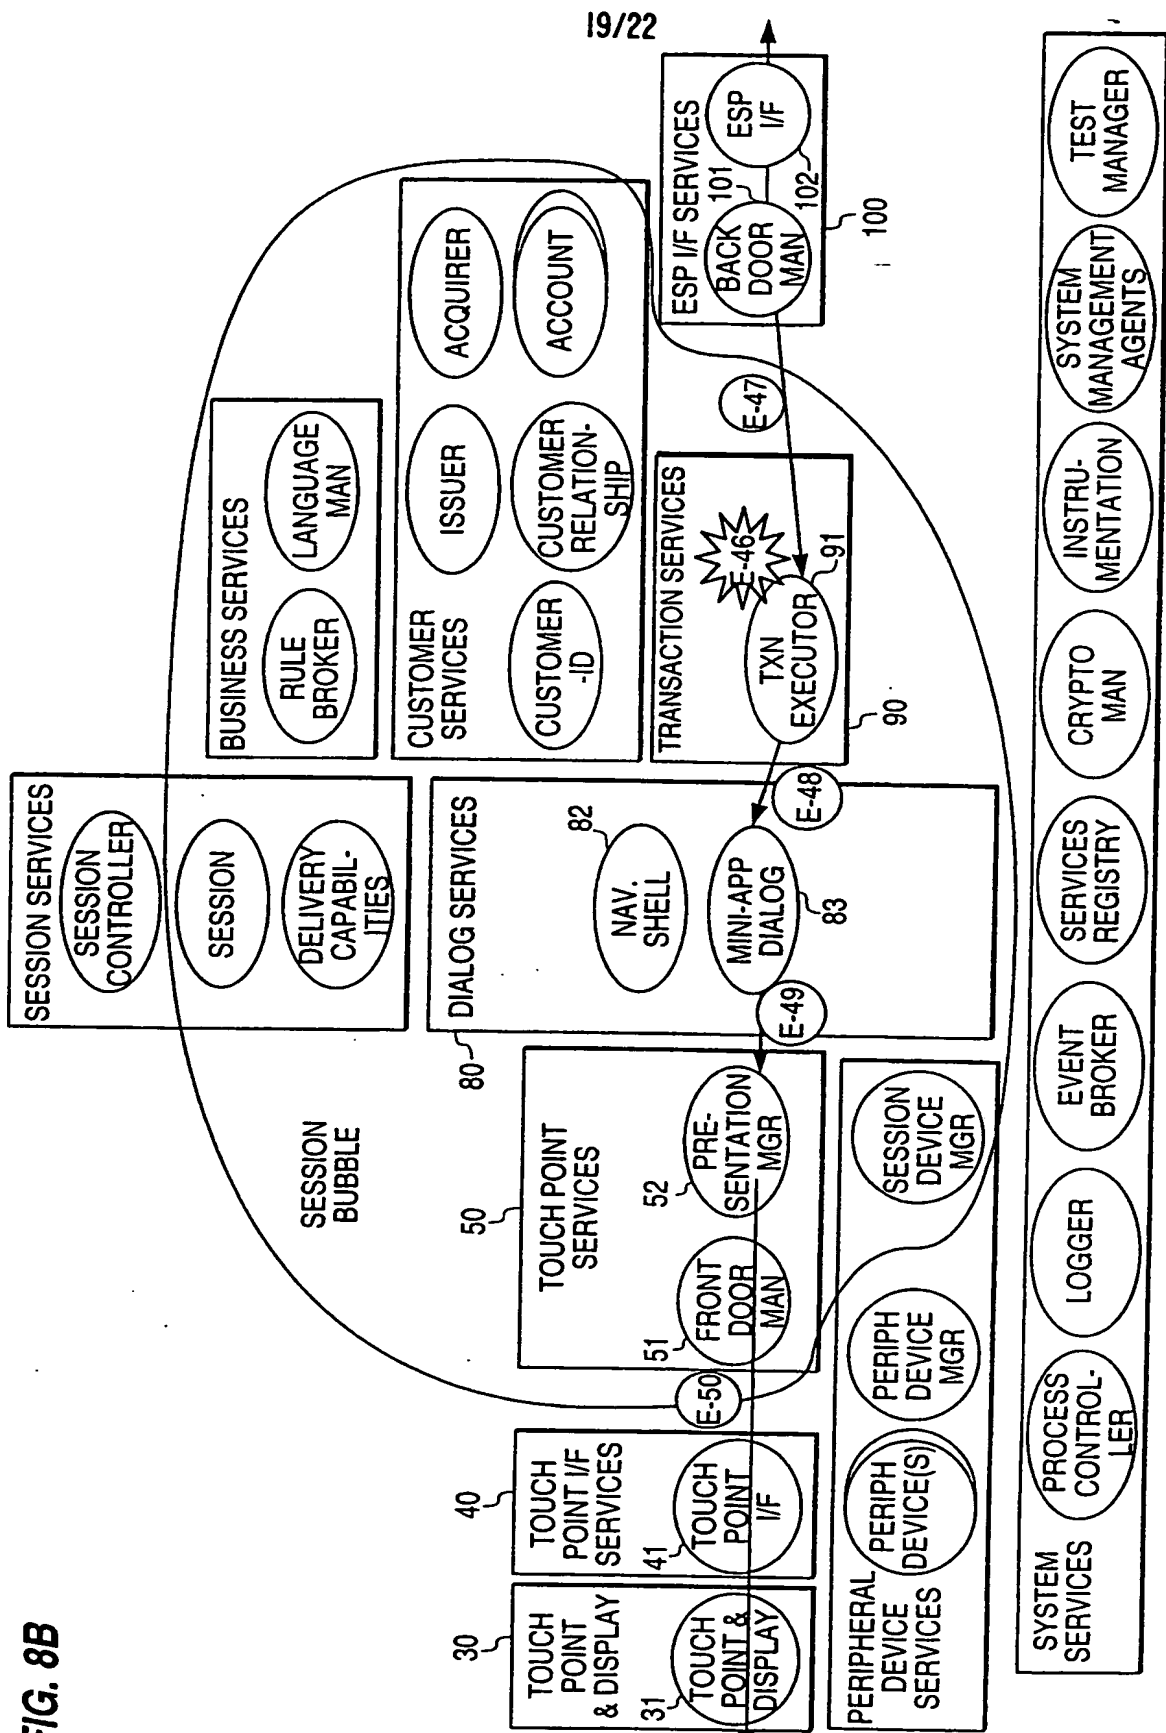 19/22
FIG. 8B
SESSION SERVICES
SESSION
CONTROLLER
SESSION
DELIVERY
CAPABIL-
ITIES
BUSINESS SERVICES
RULE
BROKER
LANGUAGE
MAN
SESSION
BUBBLE
CUSTOMER
SERVICES
ISSUER
ACQUIRER
CUSTOMER
-ID
CUSTOMER
RELATION-
SHIP
ACCOUNT
30
TOUCH
POINT
& DISPLAY
31
TOUCH
POINT &
DISPLAY
40
TOUCH
POINT I/F
SERVICES
41
TOUCH
POINT
I/F
E-50
50
TOUCH POINT
SERVICES
51
FRONT
DOOR
MAN
52
PRE-
SENTATION
MGR
80
DIALOG SERVICES
82
NAV.
SHELL
MINI-APP
DIALOG
83
E-49
E-48
TRANSACTION SERVICES
E-46
TXN
EXECUTOR
91
90
E-47
ESP I/F SERVICES
101
BACK
DOOR
MAN
ESP
I/F
102
100
PERIPHERAL
DEVICE
SERVICES
PERIPH
DEVICE(S)
PERIPH
DEVICE
MGR
SESSION
DEVICE
MGR
SYSTEM
SERVICES
PROCESS
CONTROL-
LER
LOGGER
EVENT
BROKER
SERVICES
REGISTRY
CRYPTO
MAN
INSTRU-
MENTATION
SYSTEM
MANAGEMENT
AGENTS
TEST
MANAGER